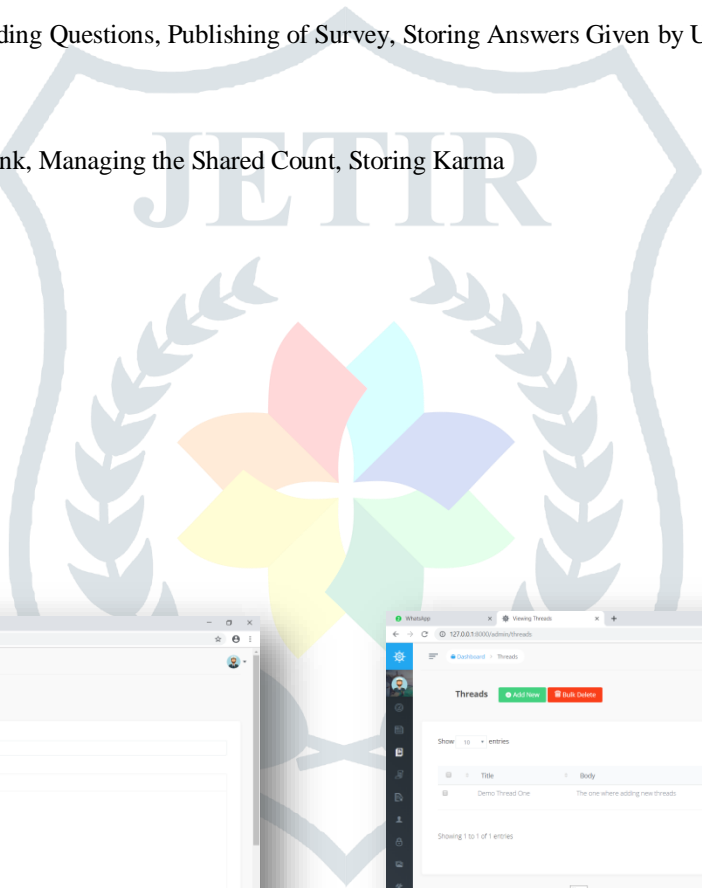 ding Questions, Publishing of Survey, Storing Answers Given by U
nk, Managing the Shared Count, Storing Karma
JETIR
WhatsApp
Viewing Threads
127.0.0.1:8000/admin/threads
Dashboard > Threads
Threads
Add New
Bulk Delete
Show 10 entries
Title
Body
Demo Thread One
The one where adding new threads
Showing 1 to 1 of 1 entries